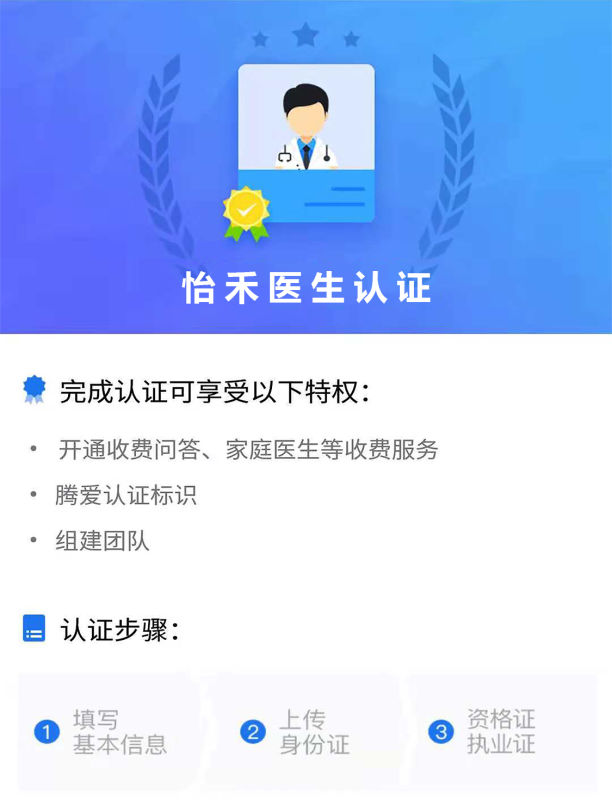 怡禾医生认证
完成认证可享受以下特权：
• 开通收费问答、家庭医生等收费服务
• 腾爱认证标识
• 组建团队
认证步骤：
1 填写
基本信息
2 上传
身份证
3 资格证
执业证